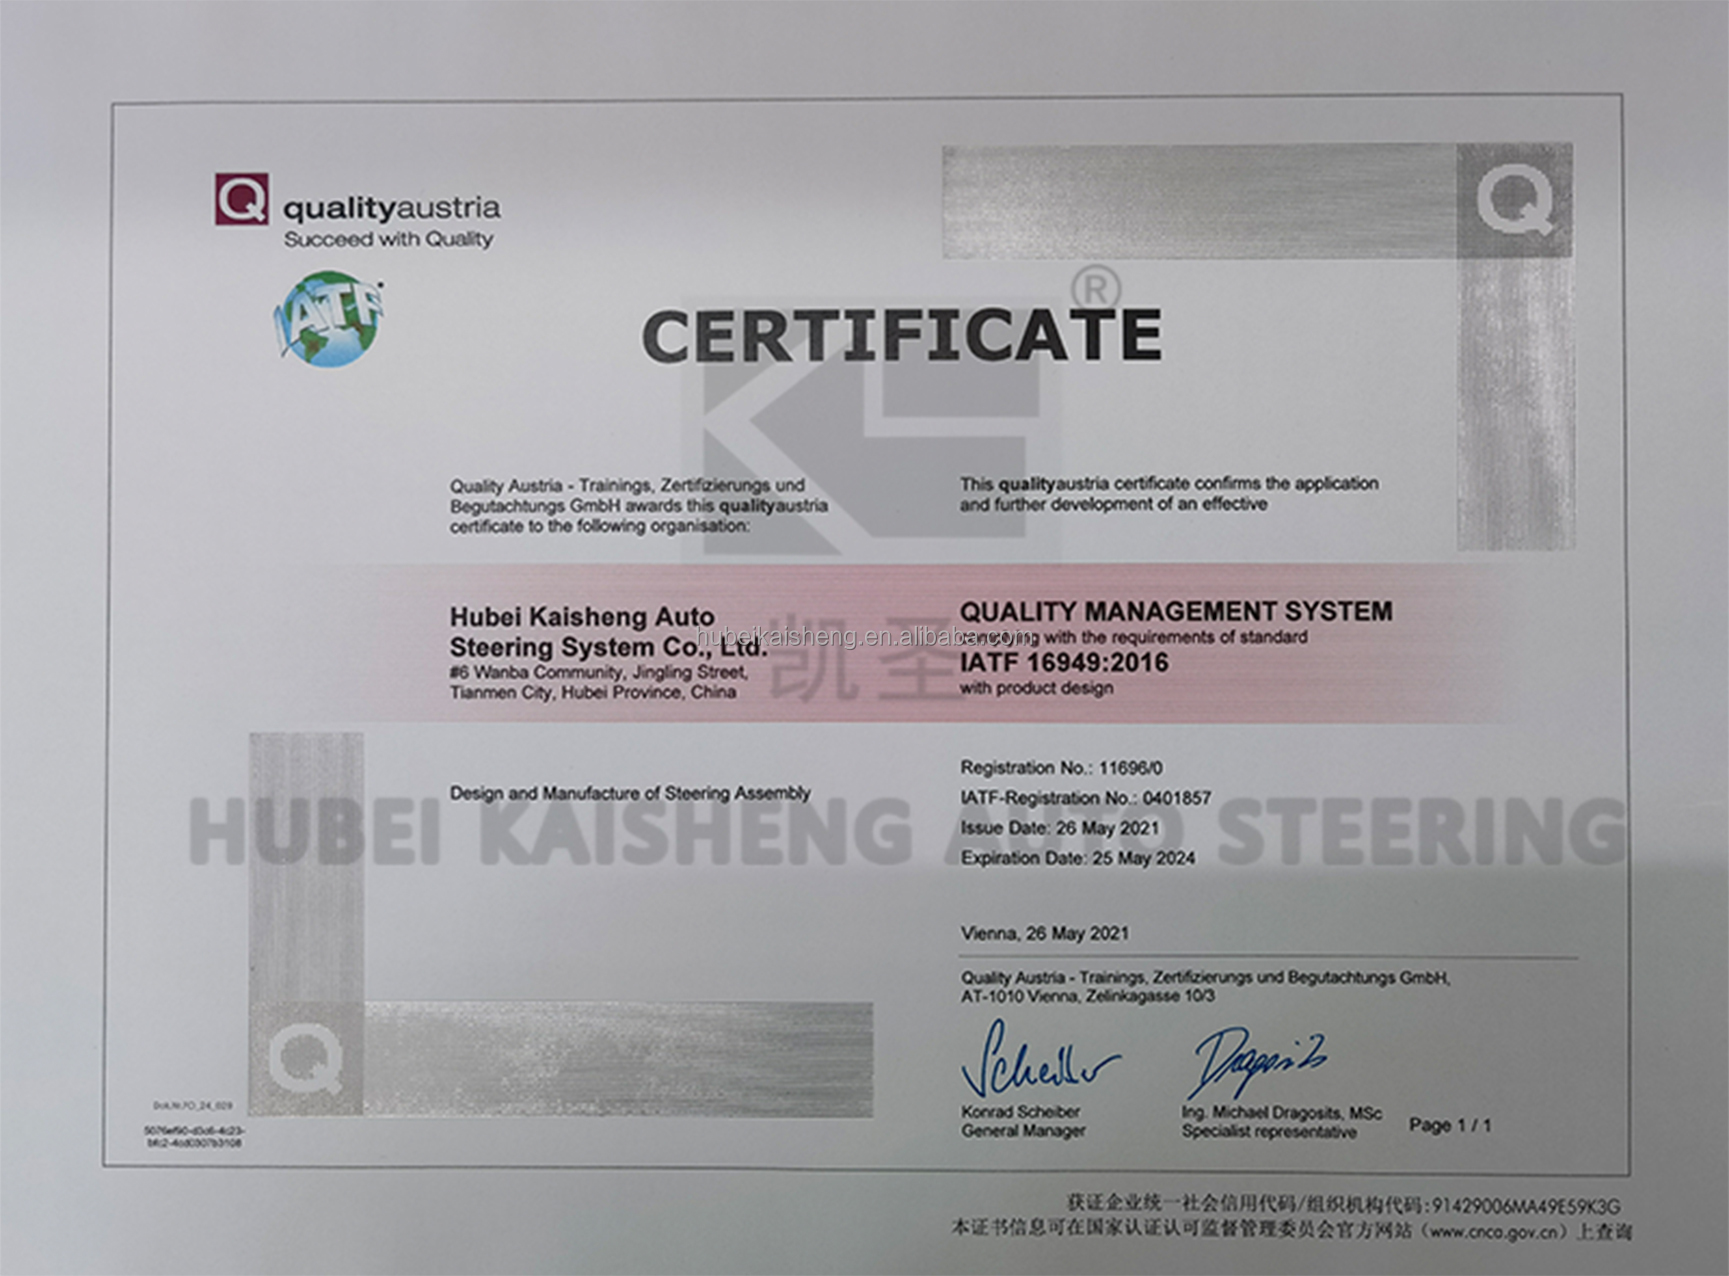 Q qualityaustria
Succeed with Quality
IATF
Q
®
CERTIFICATE
Quality Austria - Trainings, Zertifizierungs und
Begutachtungs GmbH awards this qualityaustria
certificate to the following organisation:
This qualityaustria certificate confirms the application
and further development of an effective
Hubei Kaisheng Auto
Steering System Co., Ltd.
#6 Wanba Community, Jingling Street,
Tianmen City, Hubei Province, China
hubeikaisheng.en.alibaba.com
凯圣
QUALITY MANAGEMENT SYSTEM
with the requirements of standard
IATF 16949:2016
with product design
Design and Manufacture of Steering Assembly
HUBEI KAISHENG AUTO STEERING
Registration No.: 11696/0
IATF-Registration No.: 0401857
Issue Date: 26 May 2021
Expiration Date: 25 May 2024
Vienna, 26 May 2021
Quality Austria - Trainings, Zertifizierungs und Begutachtungs GmbH,
AT-1010 Vienna, Zelinkagasse 10/3
Q
Scheiber
Dragosits
Konrad Scheiber
General Manager
Ing. Michael Dragosits, MSc
Specialist representative
Page 1 / 1
获证企业统一社会信用代码/组织机构代码:91429006MA49E59K3G
本证书信息可在国家认证认可监督管理委员会官方网站（www.cnca.gov.cn）上查询